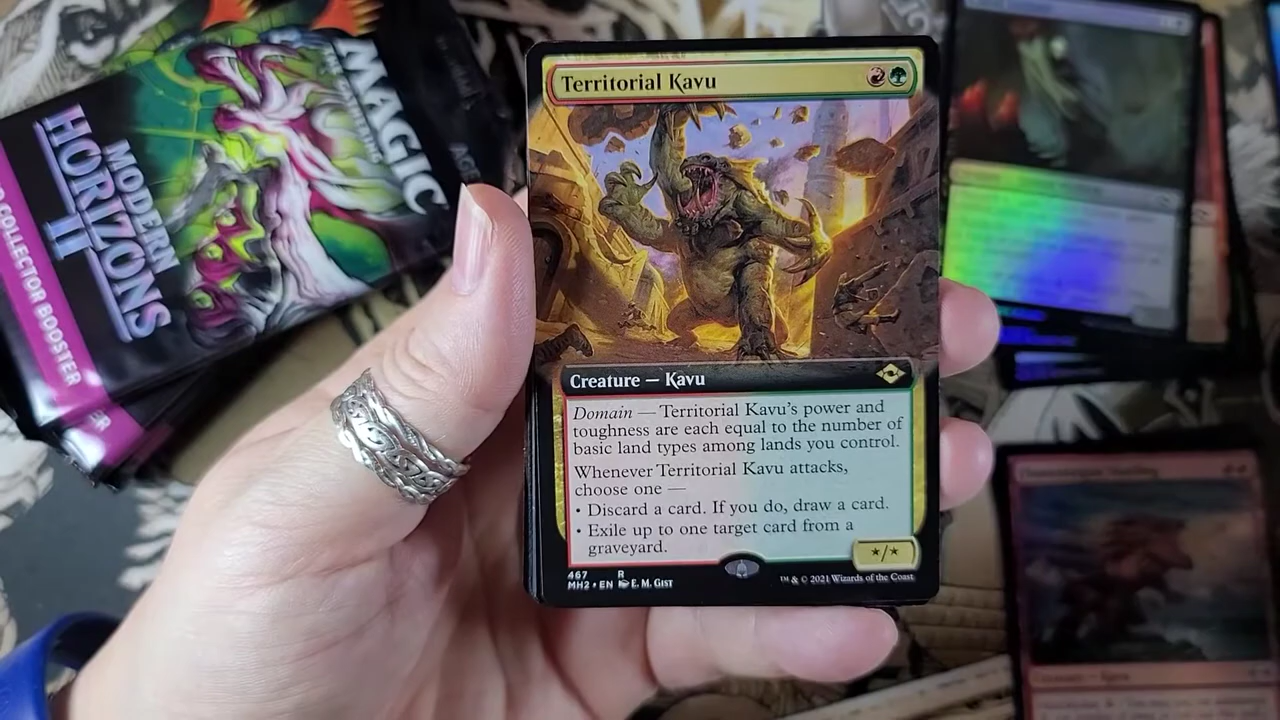 MAGIC
MODERN
HORIZONS
II
COLLECTOR BOOSTER
Territorial Kavu
Creature — Kavu
Domain — Territorial Kavu's power and
toughness are each equal to the number of
basic land types among lands you control.
Whenever Territorial Kavu attacks,
choose one —
• Discard a card. If you do, draw a card.
• Exile up to one target card from a
graveyard.
*/*
467 R
MH2 • EN E. M. Gist
™ & © 2021 Wizards of the Coast